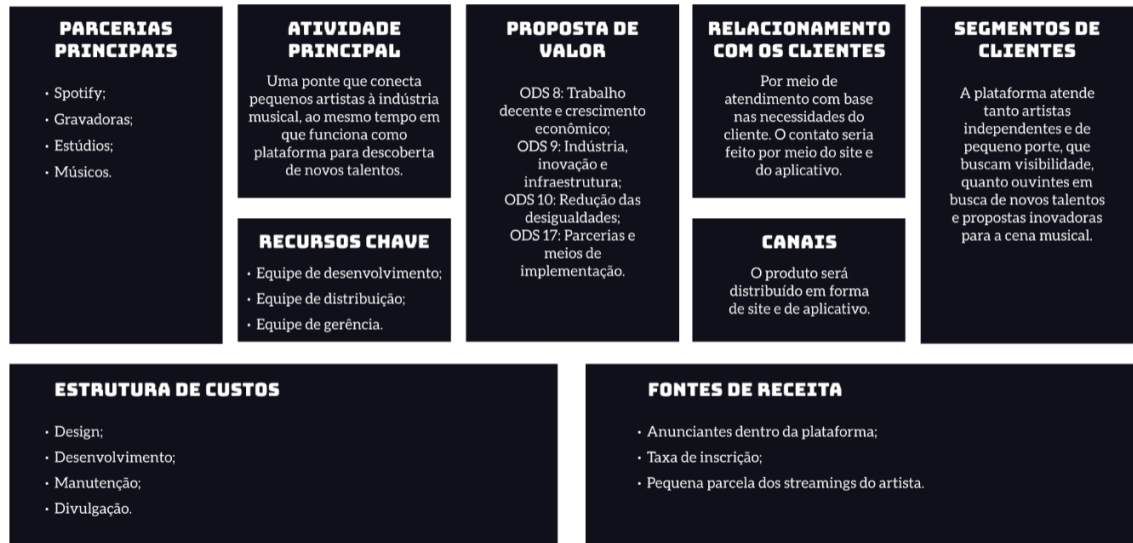 PARCERIAS
PRINCIPAIS
• Spotify;
• Gravadoras;
• Estúdios;
• Músicos.
ATIVIDADE
PRINCIPAL
Uma ponte que conecta
pequenos artistas à indústria
musical, ao mesmo tempo em
que funciona como
plataforma para descoberta
de novos talentos.
RECURSOS CHAVE
• Equipe de desenvolvimento;
• Equipe de distribuição;
• Equipe de gerência.
PROPOSTA DE
VALOR
ODS 8: Trabalho
decente e crescimento
econômico;
ODS 9: Indústria,
inovação e
infraestrutura;
ODS 10: Redução das
desigualdades;
ODS 17: Parcerias e
meios de
implementação.
RELACIONAMENTO
COM OS CLIENTES
Por meio de
atendimento com base
nas necessidades do
cliente. O contato seria
feito por meio do site e
do aplicativo.
CANAIS
O produto será
distribuído em forma
de site e de aplicativo.
SEGMENTOS DE
CLIENTES
A plataforma atende
tanto artistas
independentes e de
pequeno porte, que
buscam visibilidade,
quanto ouvintes em
busca de novos talentos
e propostas inovadoras
para a cena musical.
ESTRUTURA DE CUSTOS
• Design;
• Desenvolvimento;
• Manutenção;
• Divulgação.
FONTES DE RECEITA
• Anunciantes dentro da plataforma;
• Taxa de inscrição;
• Pequena parcela dos streamings do artista.